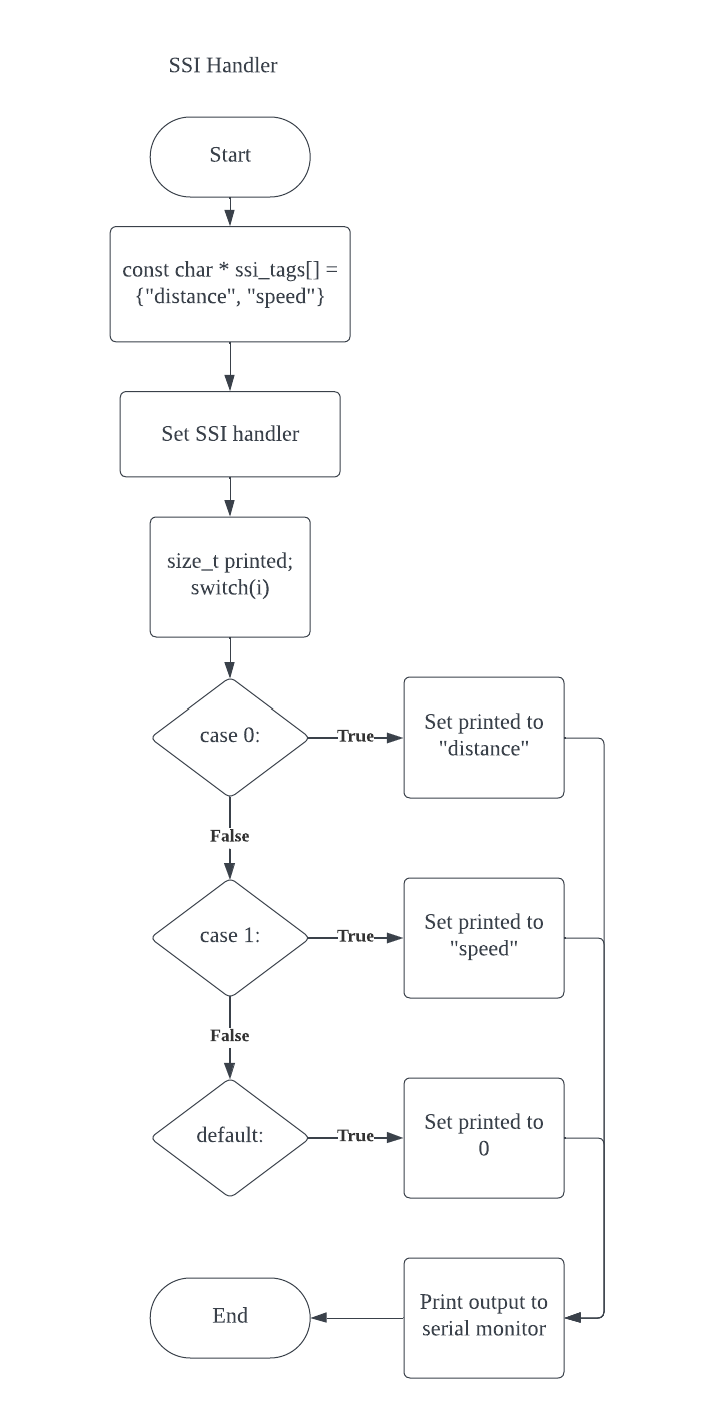 SSI Handler
Start
const char * ssi_tags[] =
{"distance", "speed"}
Set SSI handler
size_t printed;
switch(i)
case 0:
True
Set printed to
"distance"
False
case 1:
True
Set printed to
"speed"
False
default:
True
Set printed to
0
Print output to
serial monitor
End